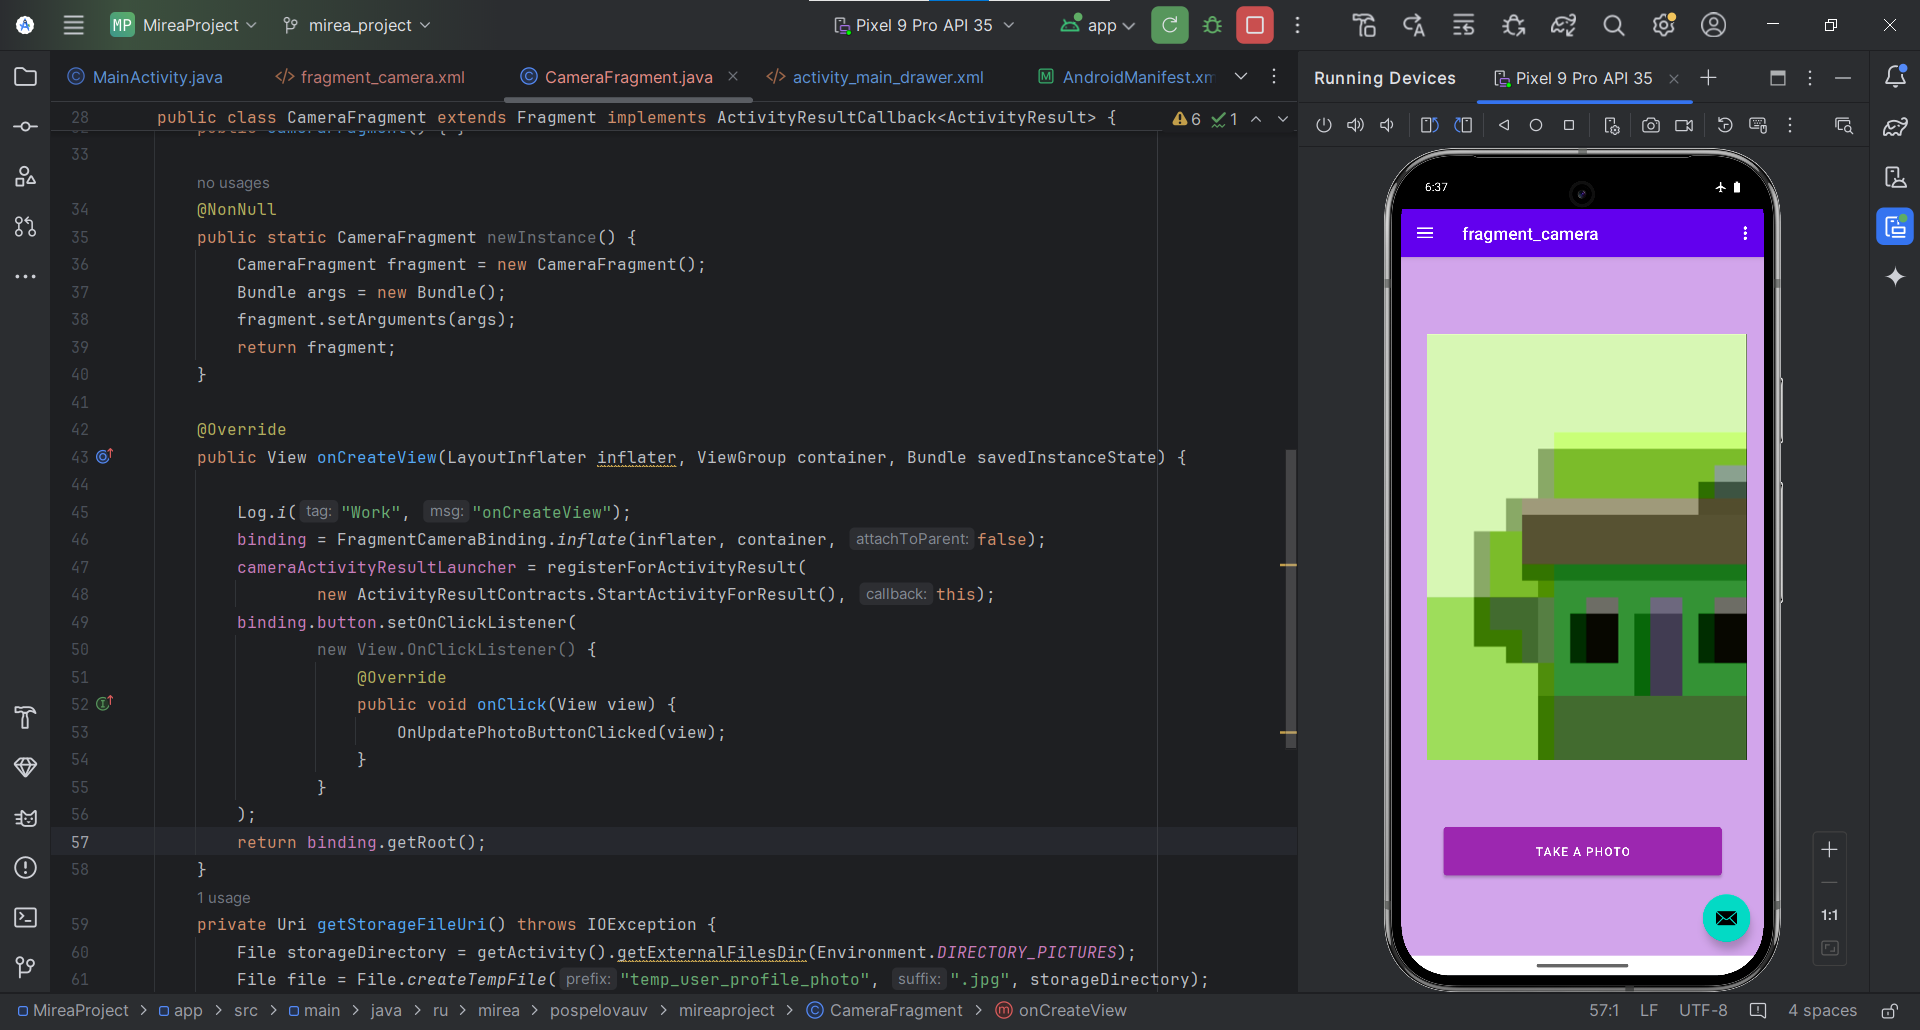 MP MireaProject
mirea_project
Pixel 9 Pro API 35
app
MainActivity.java
fragment_camera.xml
CameraFragment.java
activity_main_drawer.xml
AndroidManifest.xm
Running Devices
Pixel 9 Pro API 35
28 public class CameraFragment extends Fragment implements ActivityResultCallback<ActivityResult> {
6 1
33
no usages
34 @NonNull
35 public static CameraFragment newInstance() {
36 CameraFragment fragment = new CameraFragment();
37 Bundle args = new Bundle();
38 fragment.setArguments(args);
39 return fragment;
40 }
41
42 @Override
43 public View onCreateView(LayoutInflater inflater, ViewGroup container, Bundle savedInstanceState) {
44
45 Log.i( tag: "Work", msg: "onCreateView");
46 binding = FragmentCameraBinding.inflate(inflater, container, attachToParent: false);
47 cameraActivityResultLauncher = registerForActivityResult(
48 new ActivityResultContracts.StartActivityForResult(), callback: this);
49 binding.button.setOnClickListener(
50 new View.OnClickListener() {
51 @Override
52 public void onClick(View view) {
53 OnUpdatePhotoButtonClicked(view);
54 }
55 }
56 );
57 return binding.getRoot();
58 }
1 usage
59 private Uri getStorageFileUri() throws IOException {
60 File storageDirectory = getActivity().getExternalFilesDir(Environment.DIRECTORY_PICTURES);
61 File file = File.createTempFile( prefix: "temp_user_profile_photo", suffix: ".jpg", storageDirectory);
6:37
fragment_camera
TAKE A PHOTO
1:1
MireaProject > app > src > main > java > ru > mirea > pospelovauv > mireaproject > CameraFragment > onCreateView
57:1 LF UTF-8 4 spaces